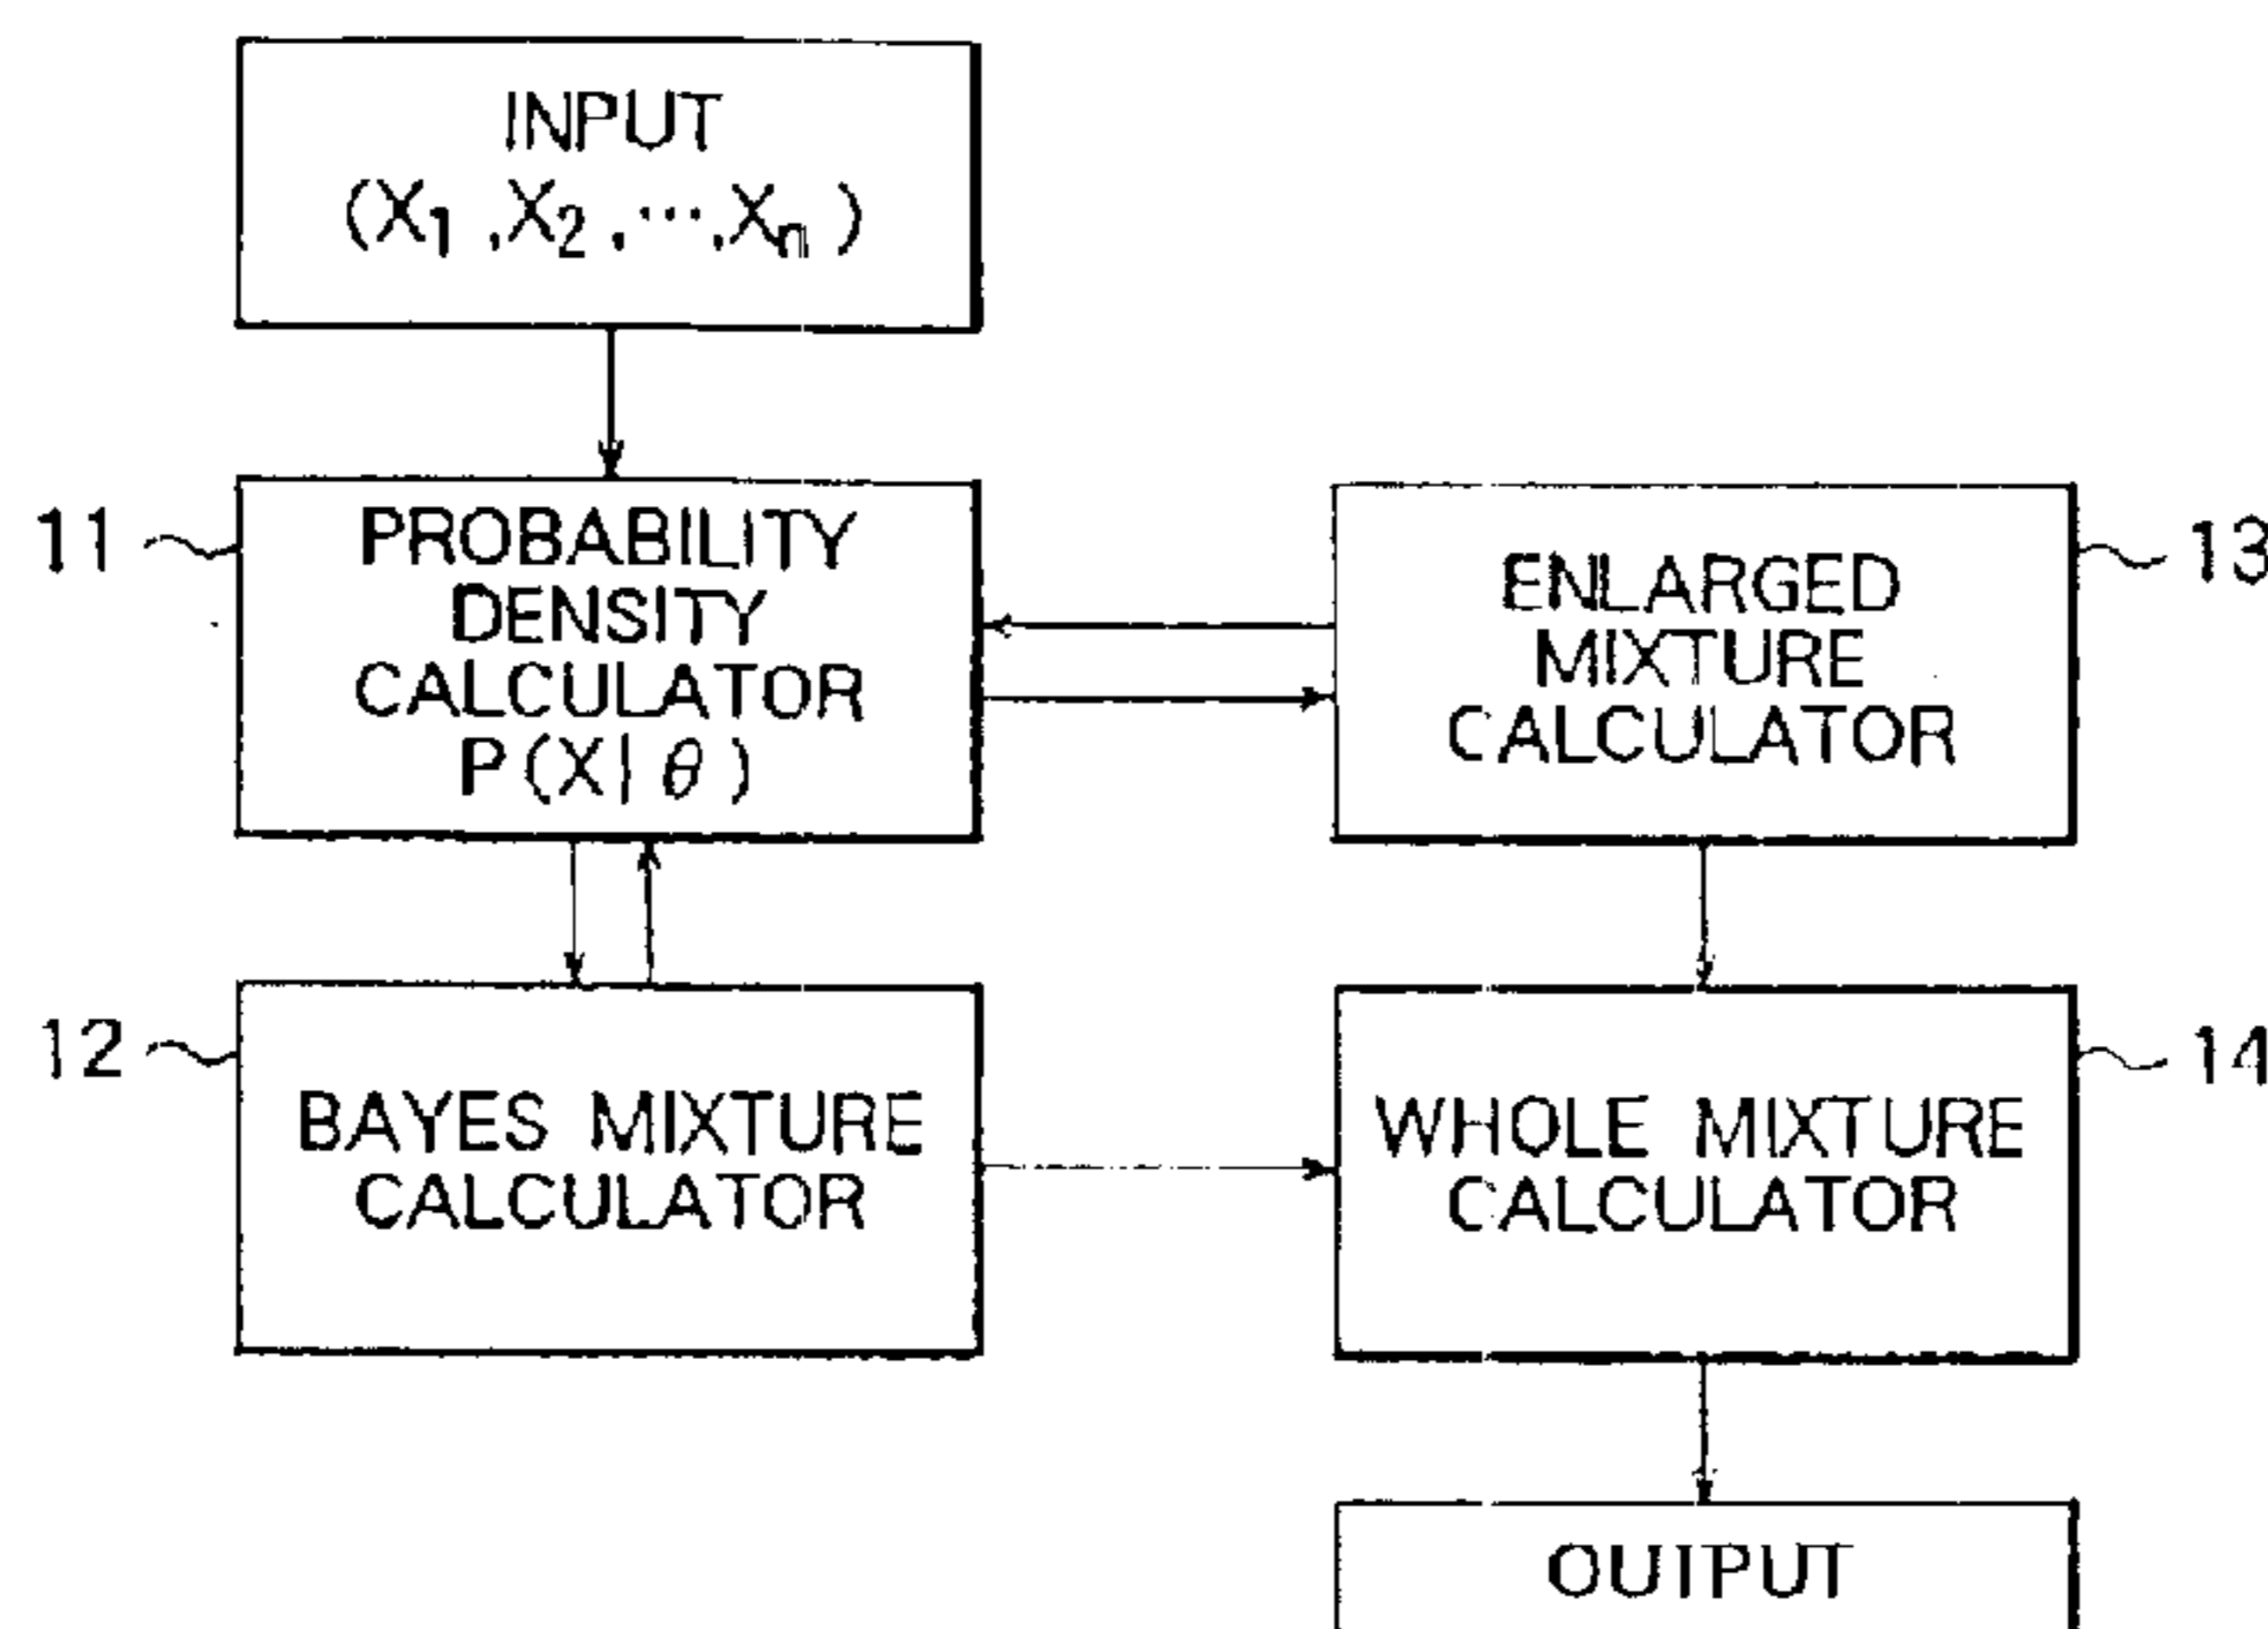 INPUT
(X1 ,X2 ,···,Xn )
11
PROBABILITY
DENSITY
CALCULATOR
P(X|θ)
13
ENLARGED
MIXTURE
CALCULATOR
12
BAYES MIXTURE
CALCULATOR
14
WHOLE MIXTURE
CALCULATOR
OUTPUT